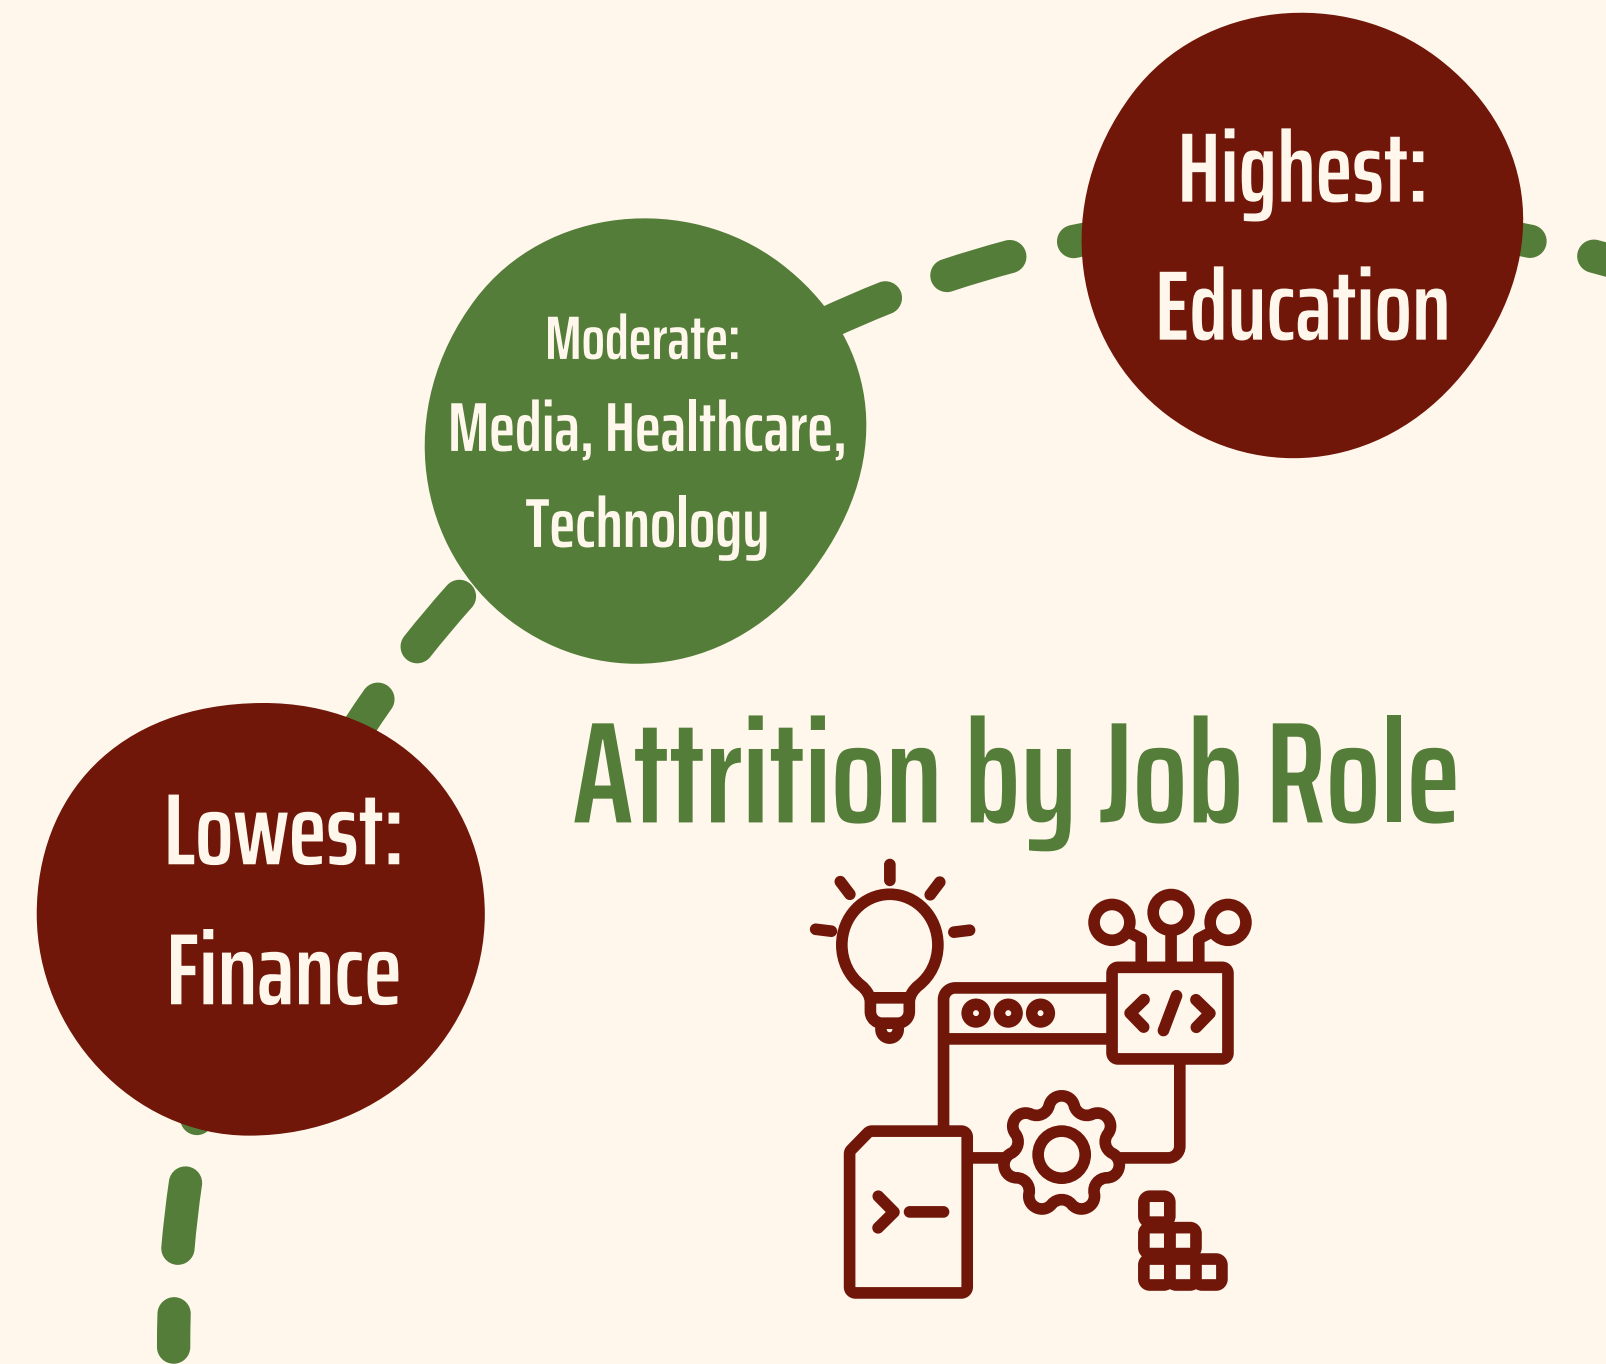 Highest:
Education
Moderate:
Media, Healthcare,
Technology
Attrition by Job Role
Lowest:
Finance